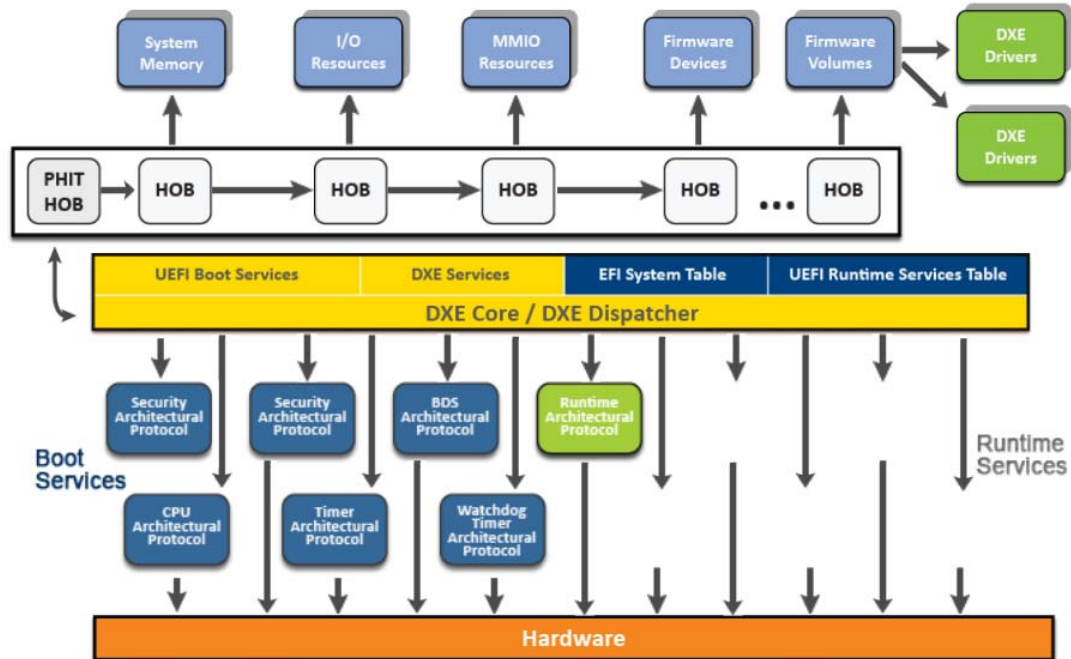 System
Memory
I/O
Resources
MMIO
Resources
Firmware
Devices
Firmware
Volumes
DXE
Drivers
DXE
Drivers
PHIT
HOB
HOB
HOB
HOB
HOB
...
HOB
UEFI Boot Services
DXE Services
EFI System Table
UEFI Runtime Services Table
DXE Core / DXE Dispatcher
Security
Architectural
Protocol
Security
Architectural
Protocol
BDS
Architectural
Protocol
Runtime
Architectural
Protocol
Boot
Services
Runtime
Services
CPU
Architectural
Protocol
Timer
Architectural
Protocol
Watchdog
Timer
Architectural
Protocol
Hardware